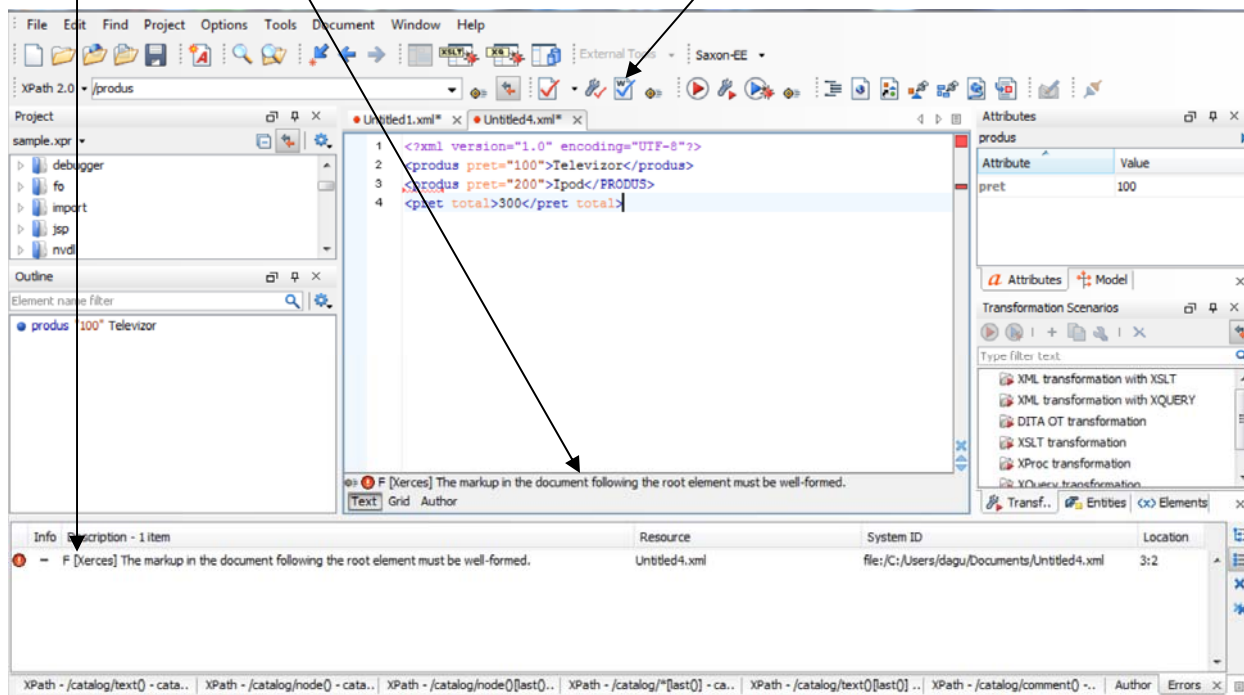 File Edit Find Project Options Tools Document Window Help
External Tools Saxon-EE
XPath 2.0 /produs
Project
sample.xpr
debugger
fo
import
jsp
nvdl
Outline
Element name filter
produs "100" Televizor
Untitled1.xml* × Untitled4.xml* ×
1 <?xml version="1.0" encoding="UTF-8"?>
2 <produs pret="100">Televizor</produs>
3 <produs pret="200">Ipod</PRODUS>
4 <pret total>300</pret total>
F [Xerces] The markup in the document following the root element must be well-formed.
Text Grid Author
Attributes
produs
Attribute Value
pret 100
Attributes Model
Transformation Scenarios
Type filter text
XML transformation with XSLT
XML transformation with XQUERY
DITA OT transformation
XSLT transformation
XProc transformation
XQuery transformation
Transf.. Entities <x> Elements
Info Description - 1 item Resource System ID Location
F [Xerces] The markup in the document following the root element must be well-formed. Untitled4.xml file:/C:/Users/dagu/Documents/Untitled4.xml 3:2
XPath - /catalog/text() - cata.. XPath - /catalog/node() - cata.. XPath - /catalog/node()[last().. XPath - /catalog/*[last()] - ca.. XPath - /catalog/text()[last()] .. XPath - /catalog/comment() -.. Author Errors ×